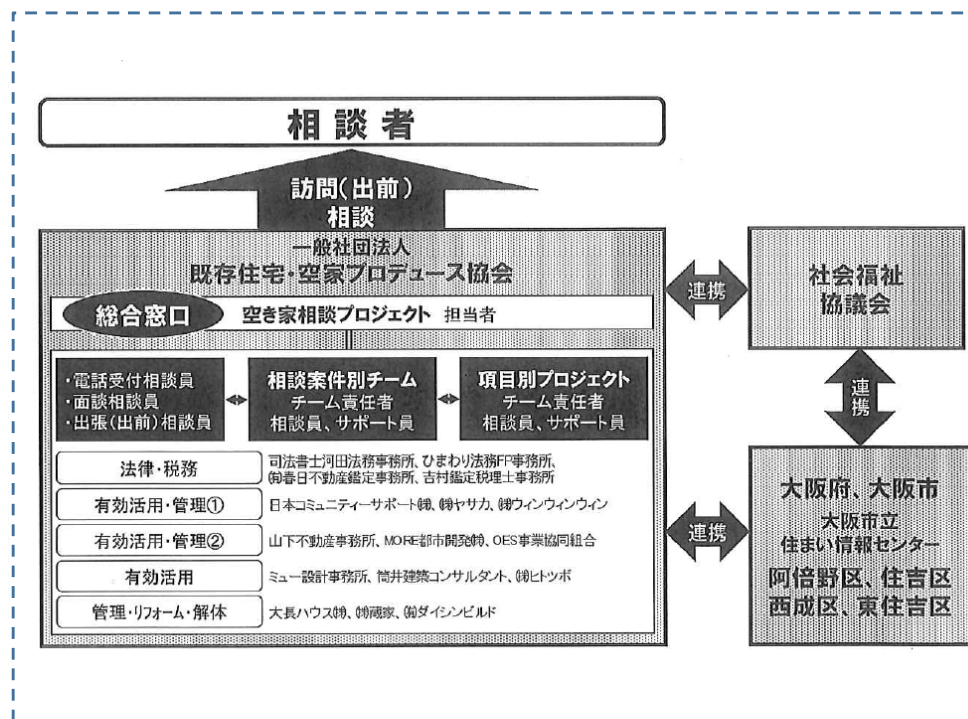 相談者
訪問(出前)
相談
一般社団法人
既存住宅・空家プロデュース協会
総合窓口
空き家相談プロジェクト 担当者
・電話受付相談員
・面談相談員
・出張(出前)相談員
相談案件別チーム
チーム責任者
相談員、サポート員
項目別プロジェクト
チーム責任者
相談員、サポート員
法律・税務
司法書士河田法務事務所、ひまわり法務FP事務所、
㈲春日不動産鑑定事務所、吉村鑑定税理士事務所
有効活用・管理①
日本コミュニティーサポート㈱、㈱ヤサカ、㈱ウィンウィンウィン
有効活用・管理②
山下不動産事務所、MORE都市開発㈱、OES事業協同組合
有効活用
ミュー設計事務所、筒井建築コンサルタント、㈱ヒトツボ
管理・リフォーム・解体
大長ハウス㈱、㈱蔵家、㈲ダイシンビルド
連携
社会福祉
協議会
連携
連携
大阪府、大阪市
大阪市立
住まい情報センター
阿倍野区、住吉区
西成区、東住吉区